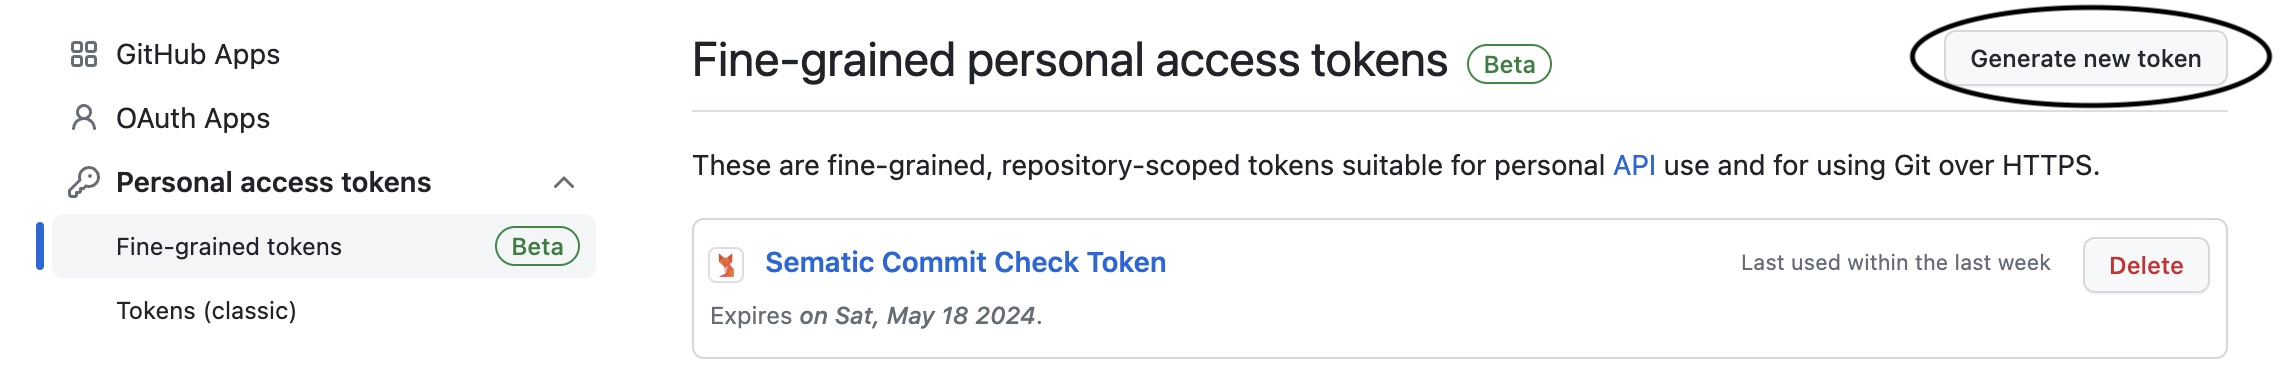 GitHub Apps
OAuth Apps
Personal access tokens
Fine-grained tokens Beta
Tokens (classic)
Fine-grained personal access tokens Beta
Generate new token
These are fine-grained, repository-scoped tokens suitable for personal API use and for using Git over HTTPS.
Sematic Commit Check Token
Last used within the last week
Delete
Expires on Sat, May 18 2024.